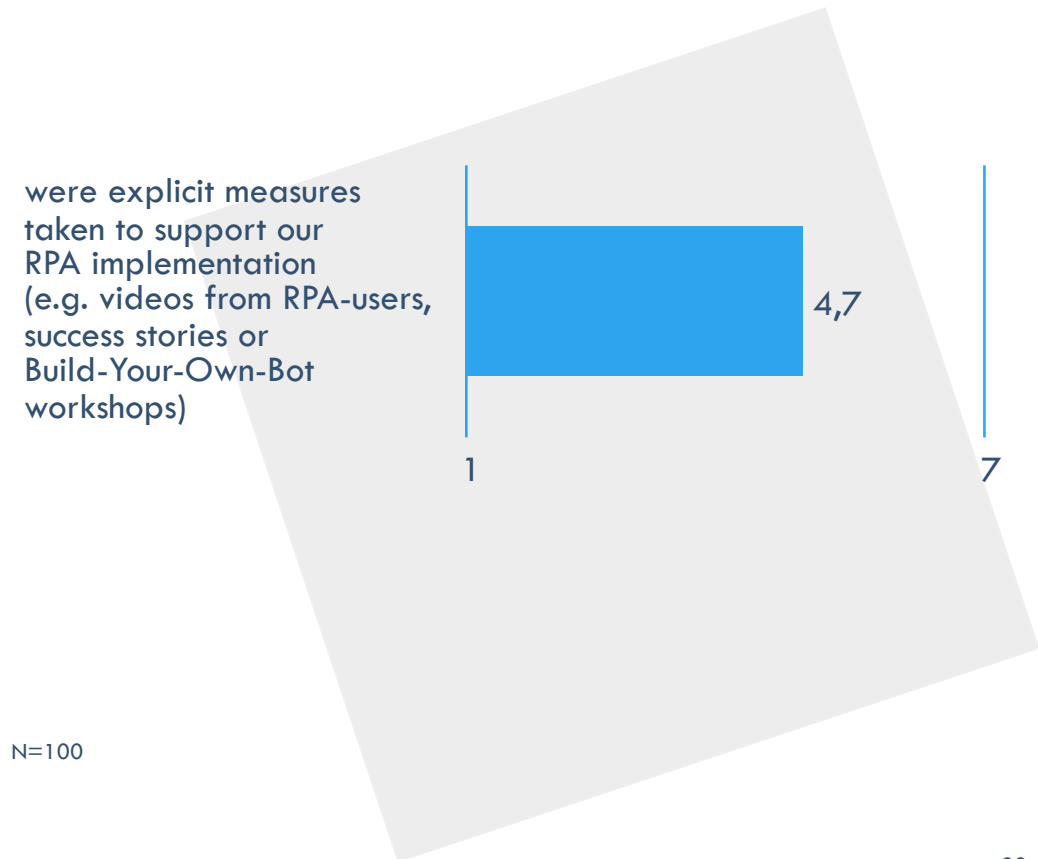 were explicit measures
taken to support our
RPA implementation
(e.g. videos from RPA-users,
success stories or
Build-Your-Own-Bot
workshops)
4,7
1
7
N=100